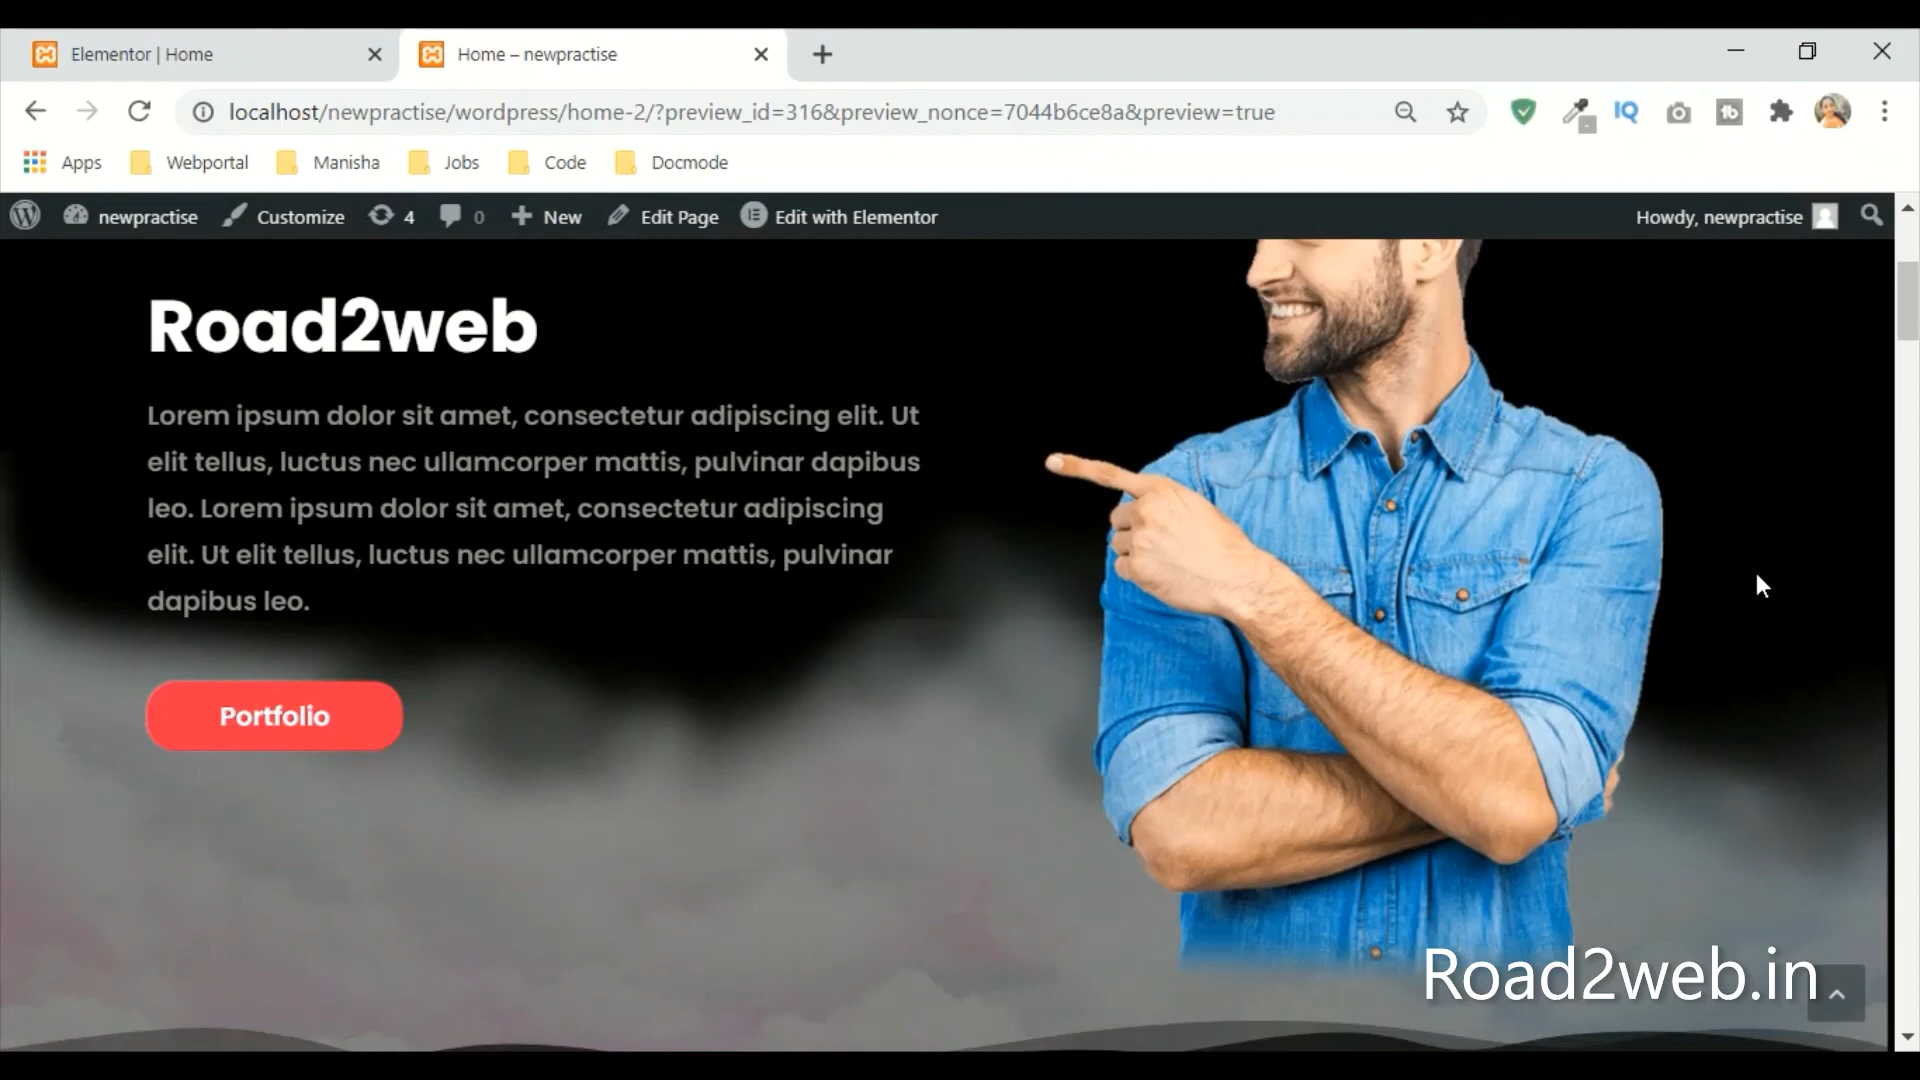 Elementor | Home
Home – newpractise
localhost/newpractise/wordpress/home-2/?preview_id=316&preview_nonce=7044b6ce8a&preview=true
IQ
Apps
Webportal
Manisha
Jobs
Code
Docmode
newpractise
Customize
4
0
New
Edit Page
Edit with Elementor
Howdy, newpractise
Road2web
Lorem ipsum dolor sit amet, consectetur adipiscing elit. Ut
elit tellus, luctus nec ullamcorper mattis, pulvinar dapibus
leo. Lorem ipsum dolor sit amet, consectetur adipiscing
elit. Ut elit tellus, luctus nec ullamcorper mattis, pulvinar
dapibus leo.
Portfolio
Road2web.in